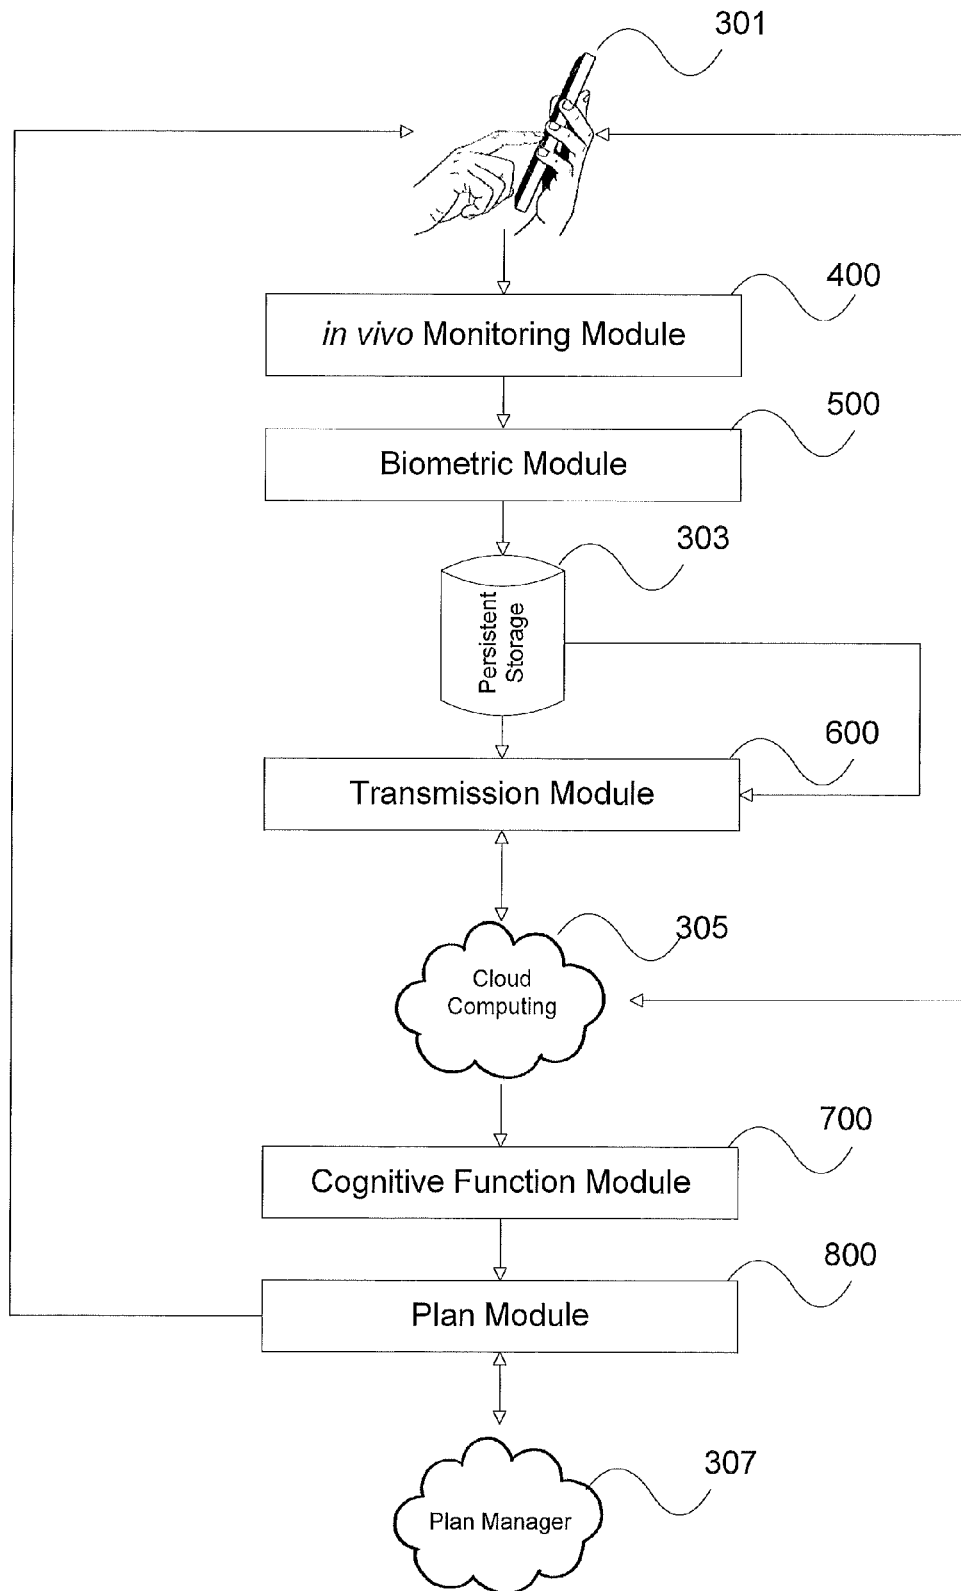 301
400
in vivo Monitoring Module
500
Biometric Module
303
Persistent
Storage
600
Transmission Module
305
Cloud
Computing
700
Cognitive Function Module
800
Plan Module
307
Plan Manager